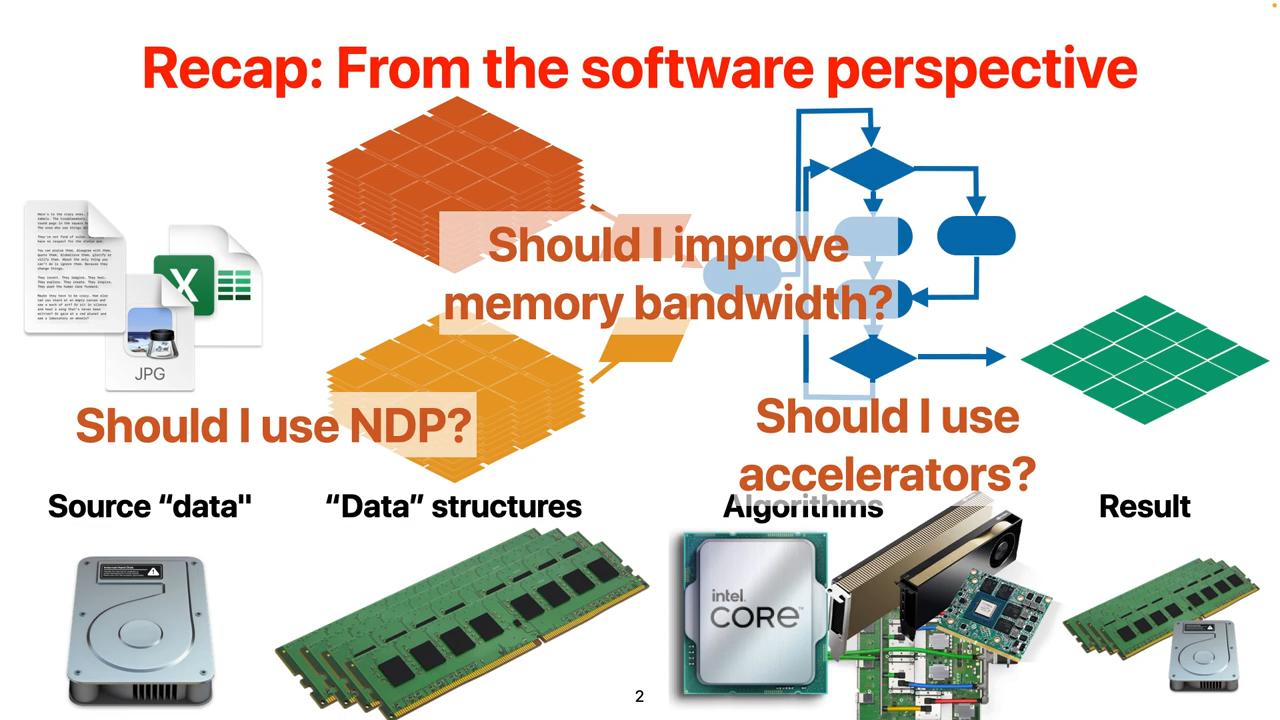 Recap: From the software perspective
Should I improve
memory bandwidth?
JPG
Should I use NDP?
Should I use
accelerators?
Source “data"
“Data” structures
Algorithms
Result
intel.
CORE
2